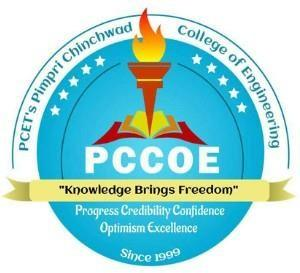 PCET's Pimpri Chinchwad College of Engineering
PCCOE
"Knowledge Brings Freedom"
Progress Credibility Confidence
Optimism Excellence
Since 1999